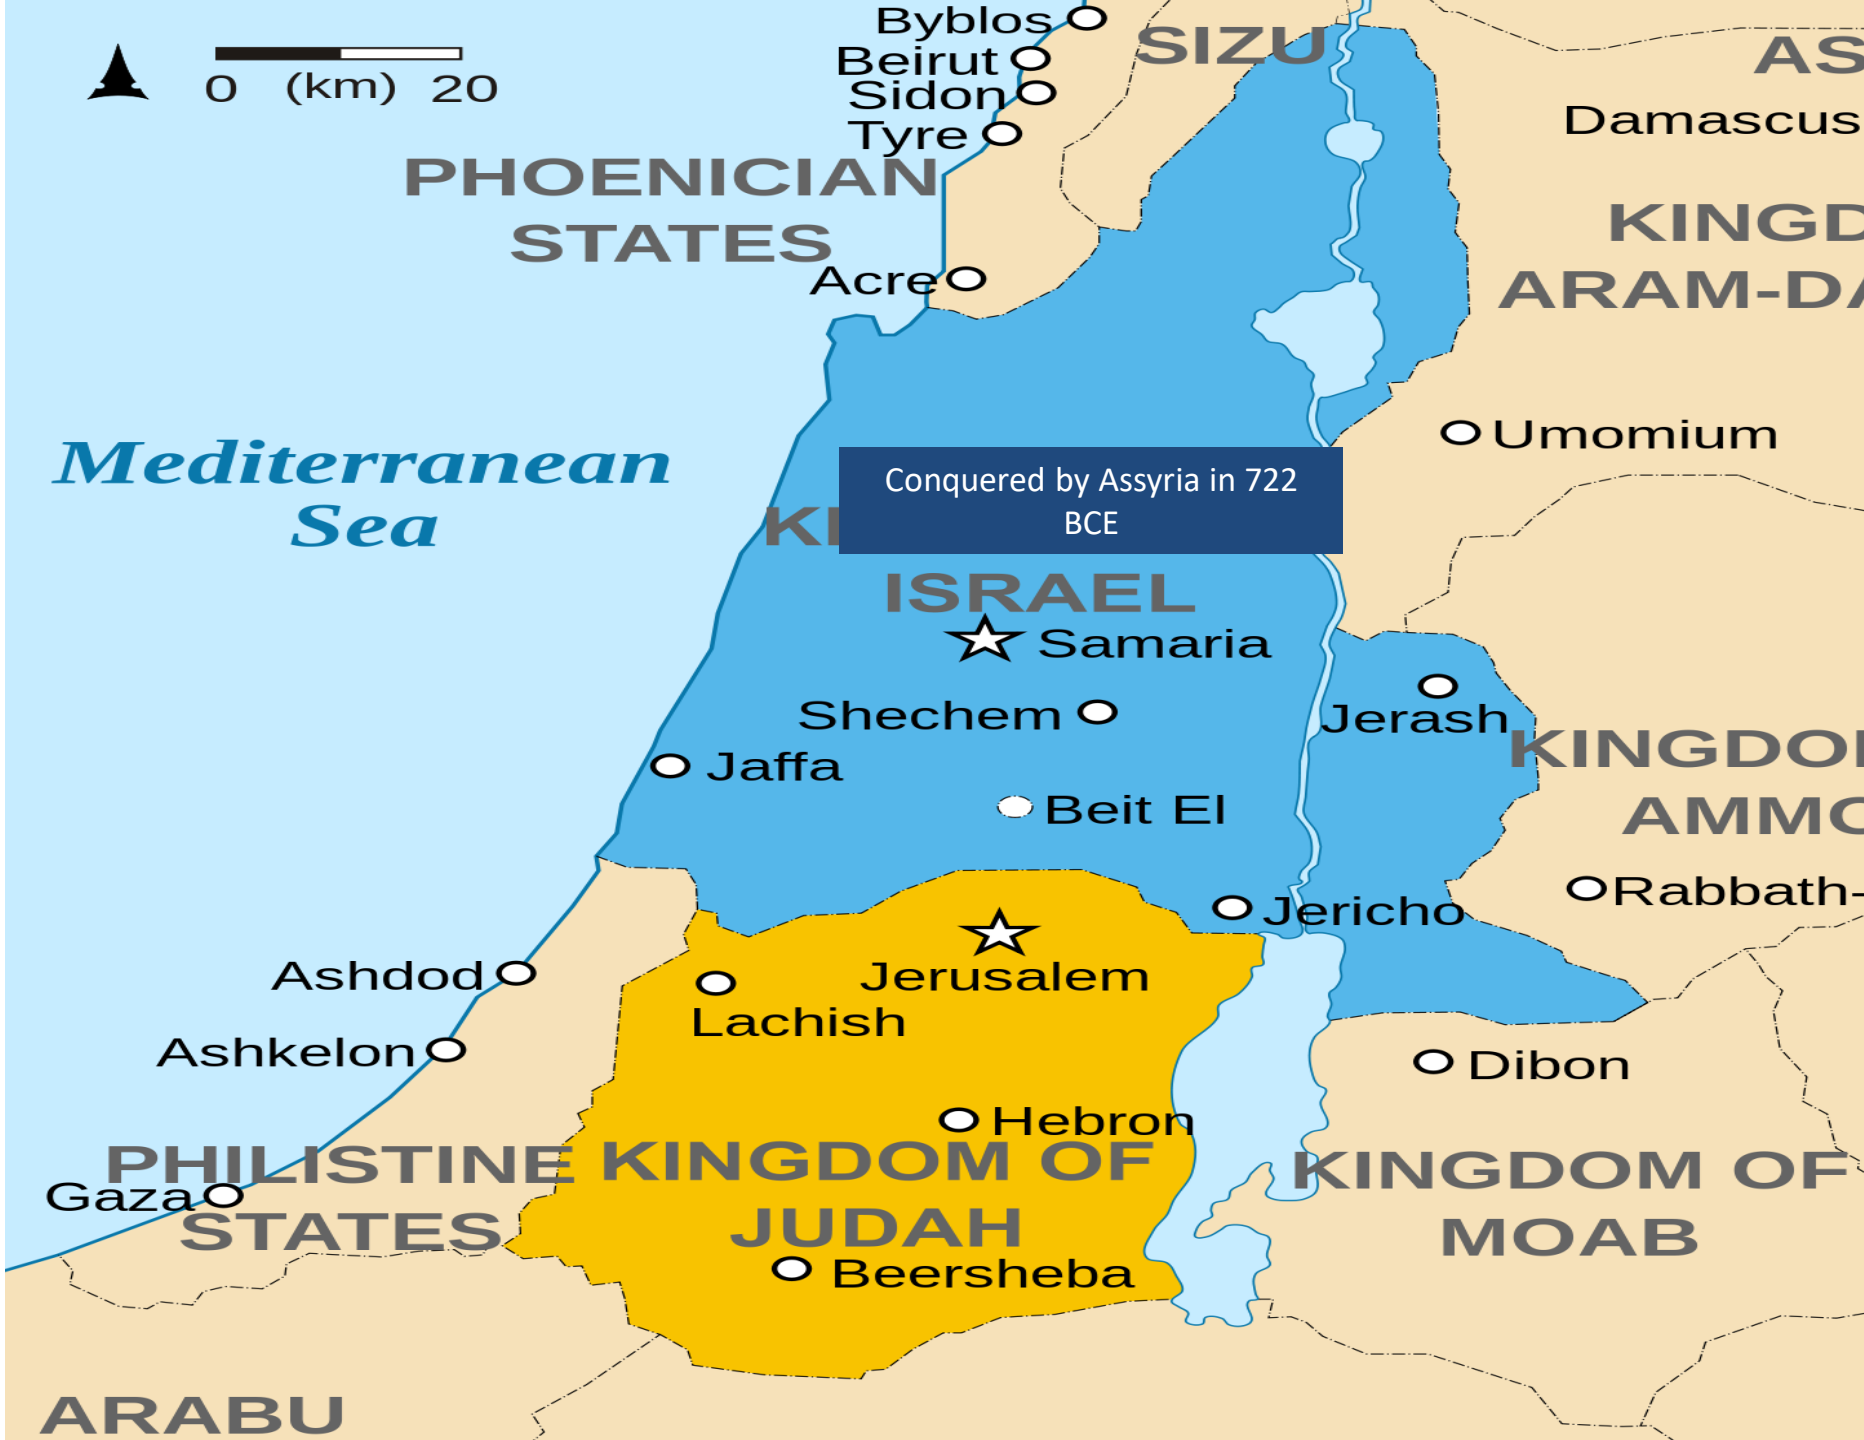 Byblos
SIZU
Beirut
AS
0 (km) 20
Sidon
Damascus
Tyre
PHOENICIAN
STATES
KINGD
ARAM-DA
Acre
Umomium
Mediterranean
Sea
Conquered by Assyria in 722
BCE
KI
ISRAEL
Samaria
Jerash
Shechem
KINGDO
AMMO
Jaffa
Beit El
Rabbath-
Jericho
Jerusalem
Ashdod
Lachish
Ashkelon
Dibon
Hebron
PHILISTINE
STATES
Gaza
KINGDOM OF
JUDAH
KINGDOM OF
MOAB
Beersheba
ARABU